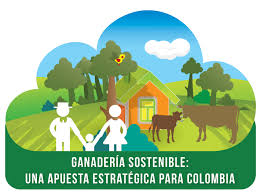 GANADERÍA SOSTENIBLE:
UNA APUESTA ESTRATÉGICA PARA COLOMBIA